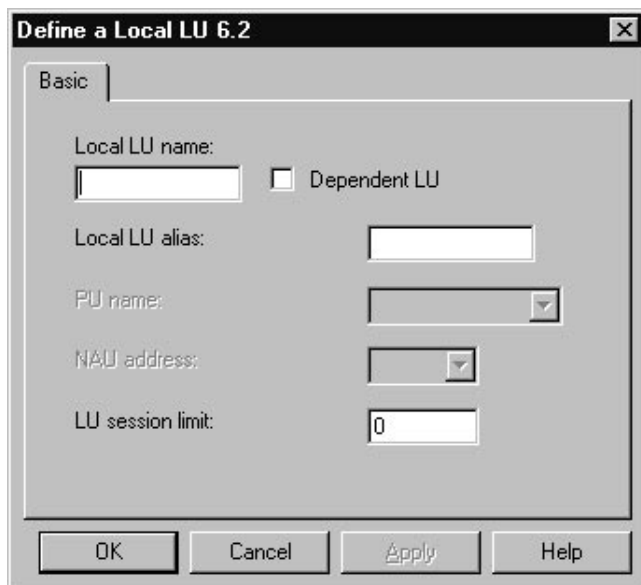 Define a Local LU 6.2
Basic
Local LU name:
Dependent LU
Local LU alias:
PU name:
NAU address:
LU session limit:
0
OK Cancel Apply Help